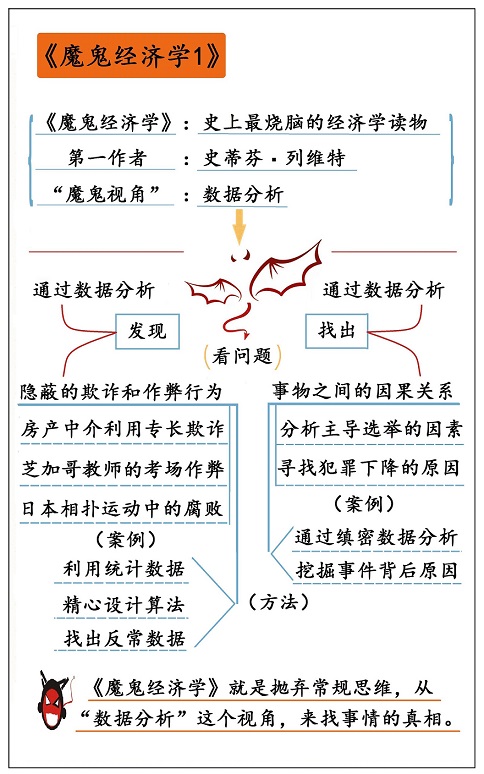 《魔鬼经济学1》
《魔鬼经济学》:史上最烧脑的经济学读物
第一作者:史蒂芬·列维特
“魔鬼视角”:数据分析
通过数据分析
通过数据分析
发现
找出
(看问题)
隐蔽的欺诈和作弊行为
房产中介利用专长欺诈
芝加哥教师的考场作弊
日本相扑运动中的腐败
(案例)
利用统计数据
精心设计算法
找出反常数据
事物之间的因果关系
分析主导选举的因素
寻找犯罪下降的原因
(案例)
通过缜密数据分析
挖掘事件背后原因
(方法)
《魔鬼经济学》就是抛弃常规思维，从
“数据分析”这个视角，来找事情的真相。